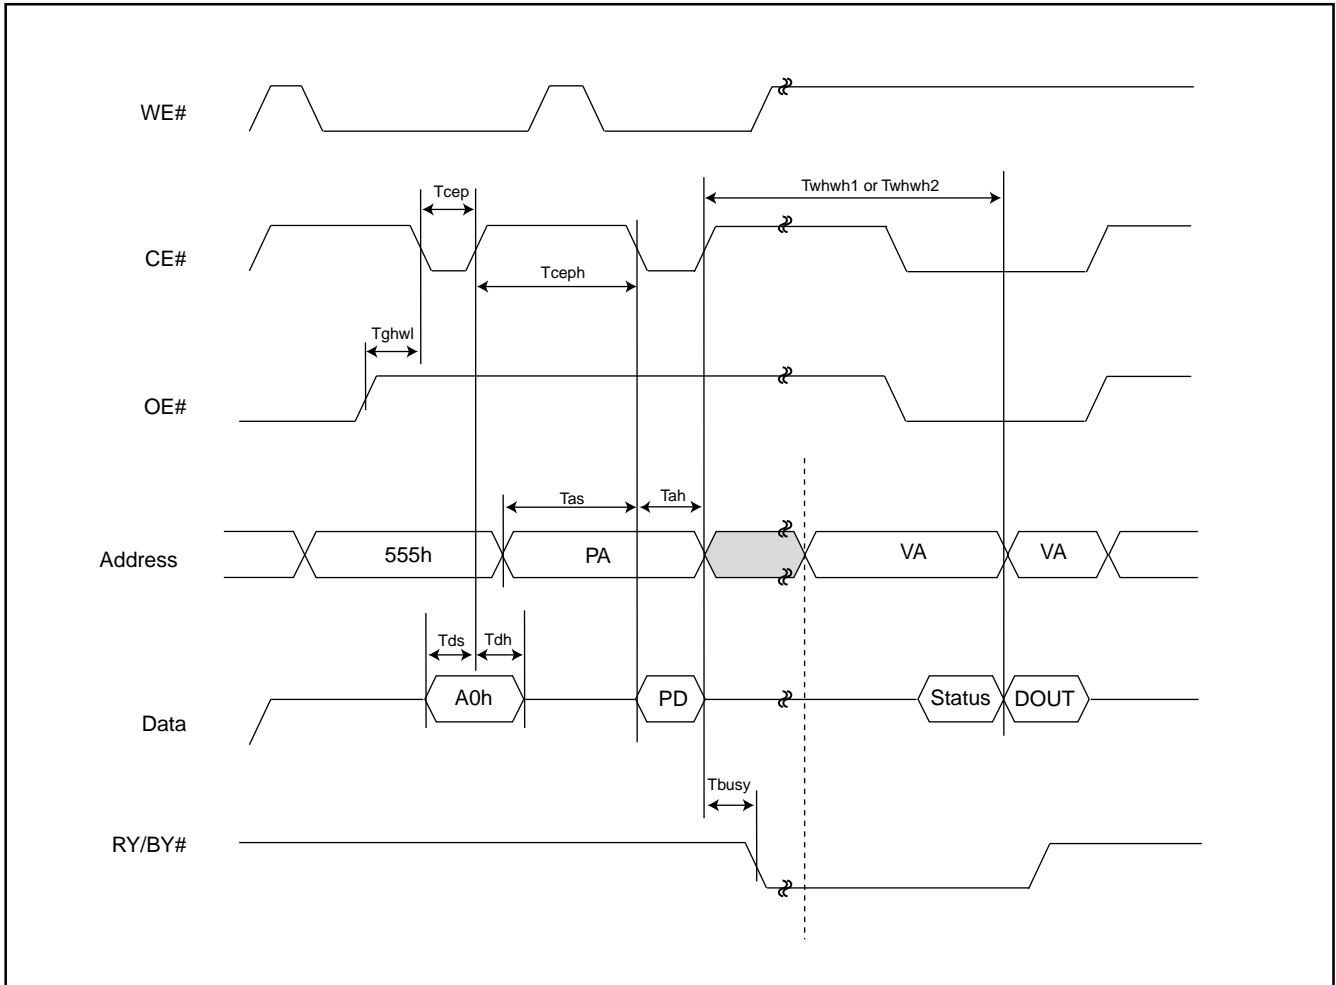 WE#
Tcep
Twhwh1 or Twhwh2
CE#
Tceph
Tghwl
OE#
Tas
Tah
Address
555h
PA
VA
VA
Tds
Tdh
Data
A0h
PD
Status
DOUT
Tbusy
RY/BY#